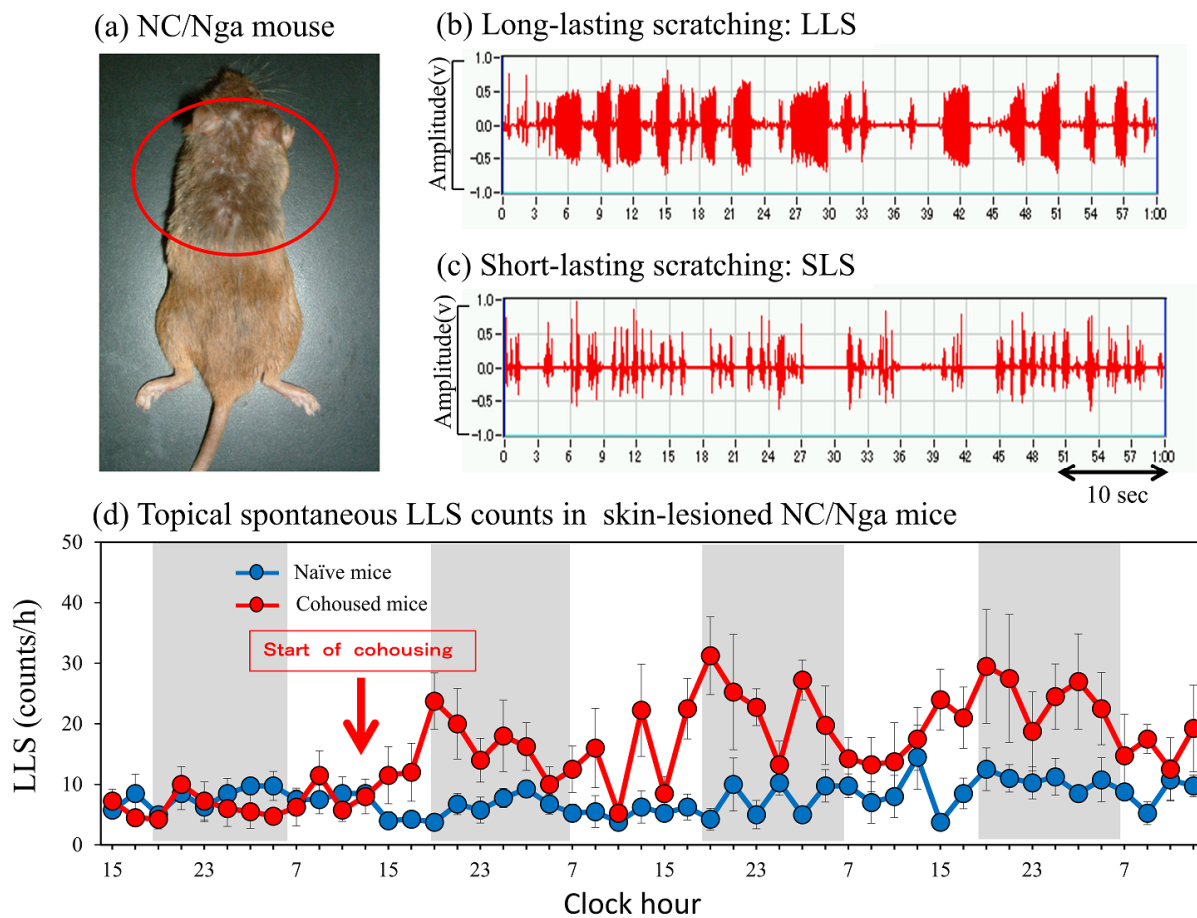 (a) NC/Nga mouse
(b) Long-lasting scratching: LLS
Amplitude(v)
1.0
0.5
0.0
-0.5
-1.0
0 3 6 9 12 15 18 21 24 27 30 33 36 39 42 45 48 51 54 57 1:00
(c) Short-lasting scratching: SLS
Amplitude(v)
1.0
0.5
0.0
-0.5
-1.0
0 3 6 9 12 15 18 21 24 27 30 33 36 39 42 45 48 51 54 57 1:00
10 sec
(d) Topical spontaneous LLS counts in skin-lesioned NC/Nga mice
LLS (counts/h)
50
40
30
20
10
0
Naïve mice
Cohoused mice
Start of cohousing
15 23 7 15 23 7 15 23 7 15 23 7
Clock hour